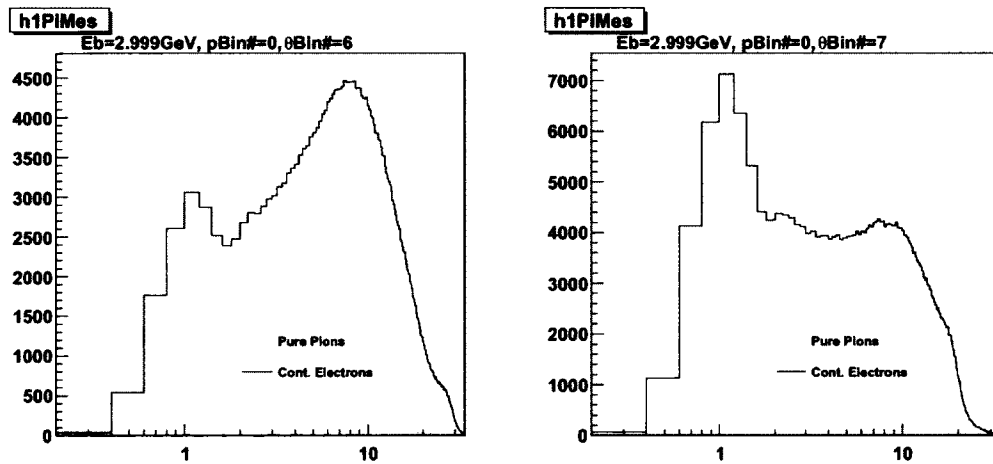 h1PIMes
Eb=2.999GeV, pBin#=0,θBin#=6
4500
4000
3500
3000
2500
2000
1500
1000
500
0
1
10
Pure Pions
Cont. Electrons
h1PIMes
Eb=2.999GeV, pBin#=0,θBin#=7
7000
6000
5000
4000
3000
2000
1000
0
1
10
Pure Pions
Cont. Electrons